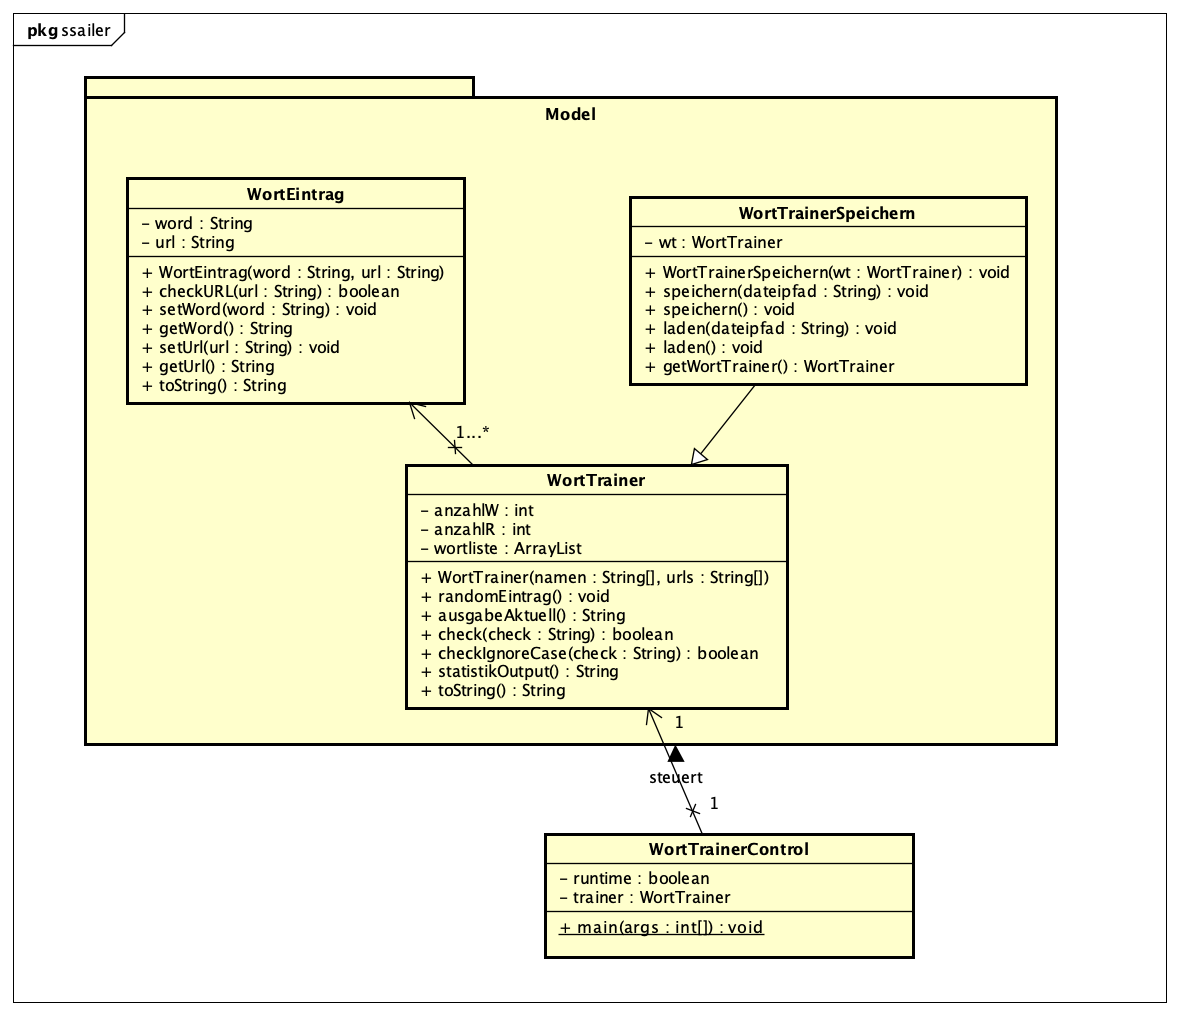 pkg ssailer
Model
WortEintrag
- word : String
- url : String
+ WortEintrag(word : String, url : String)
+ checkURL(url : String) : boolean
+ setWord(word : String) : void
+ getWord() : String
+ setUrl(url : String) : void
+ getUrl() : String
+ toString() : String
WortTrainerSpeichern
- wt : WortTrainer
+ WortTrainerSpeichern(wt : WortTrainer) : void
+ speichern(dateipfad : String) : void
+ speichern() : void
+ laden(dateipfad : String) : void
+ laden() : void
+ getWortTrainer() : WortTrainer
1...*
WortTrainer
- anzahlW : int
- anzahlR : int
- wortliste : ArrayList
+ WortTrainer(namen : String[], urls : String[])
+ randomEintrag() : void
+ ausgabeAktuell() : String
+ check(check : String) : boolean
+ checkIgnoreCase(check : String) : boolean
+ statistikOutput() : String
+ toString() : String
1
steuert
1
WortTrainerControl
- runtime : boolean
- trainer : WortTrainer
+ main(args : int[]) : void